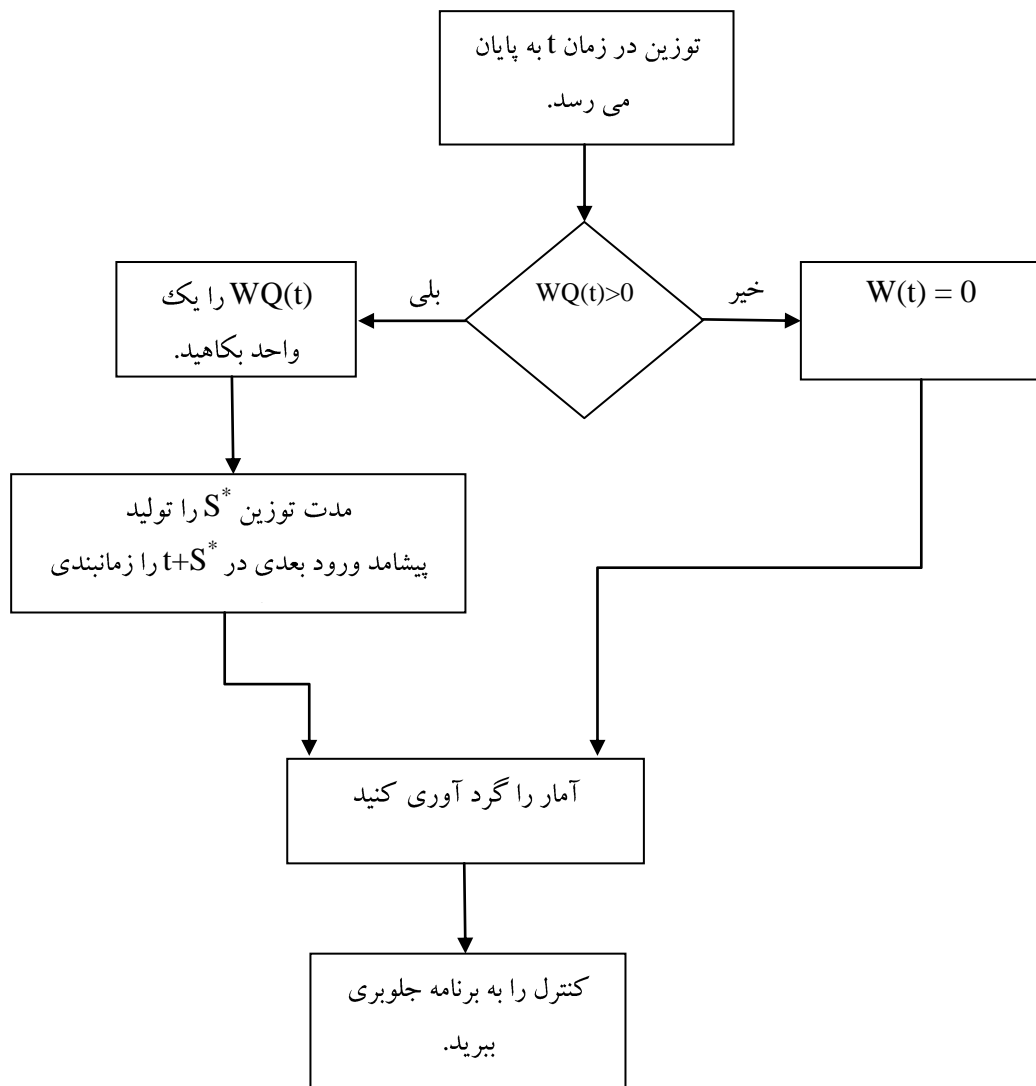 توزین در زمان t به پایان
می رسد.
WQ(t)>0
بلی
خیر
WQ(t) را یک
واحد بکاهید.
W(t) = 0
مدت توزین S* را تولید
پیشامد ورود بعدی در t+S* را زمانبندی
آمار را گرد آوری کنید
کنترل را به برنامه جلوبری
ببرید.